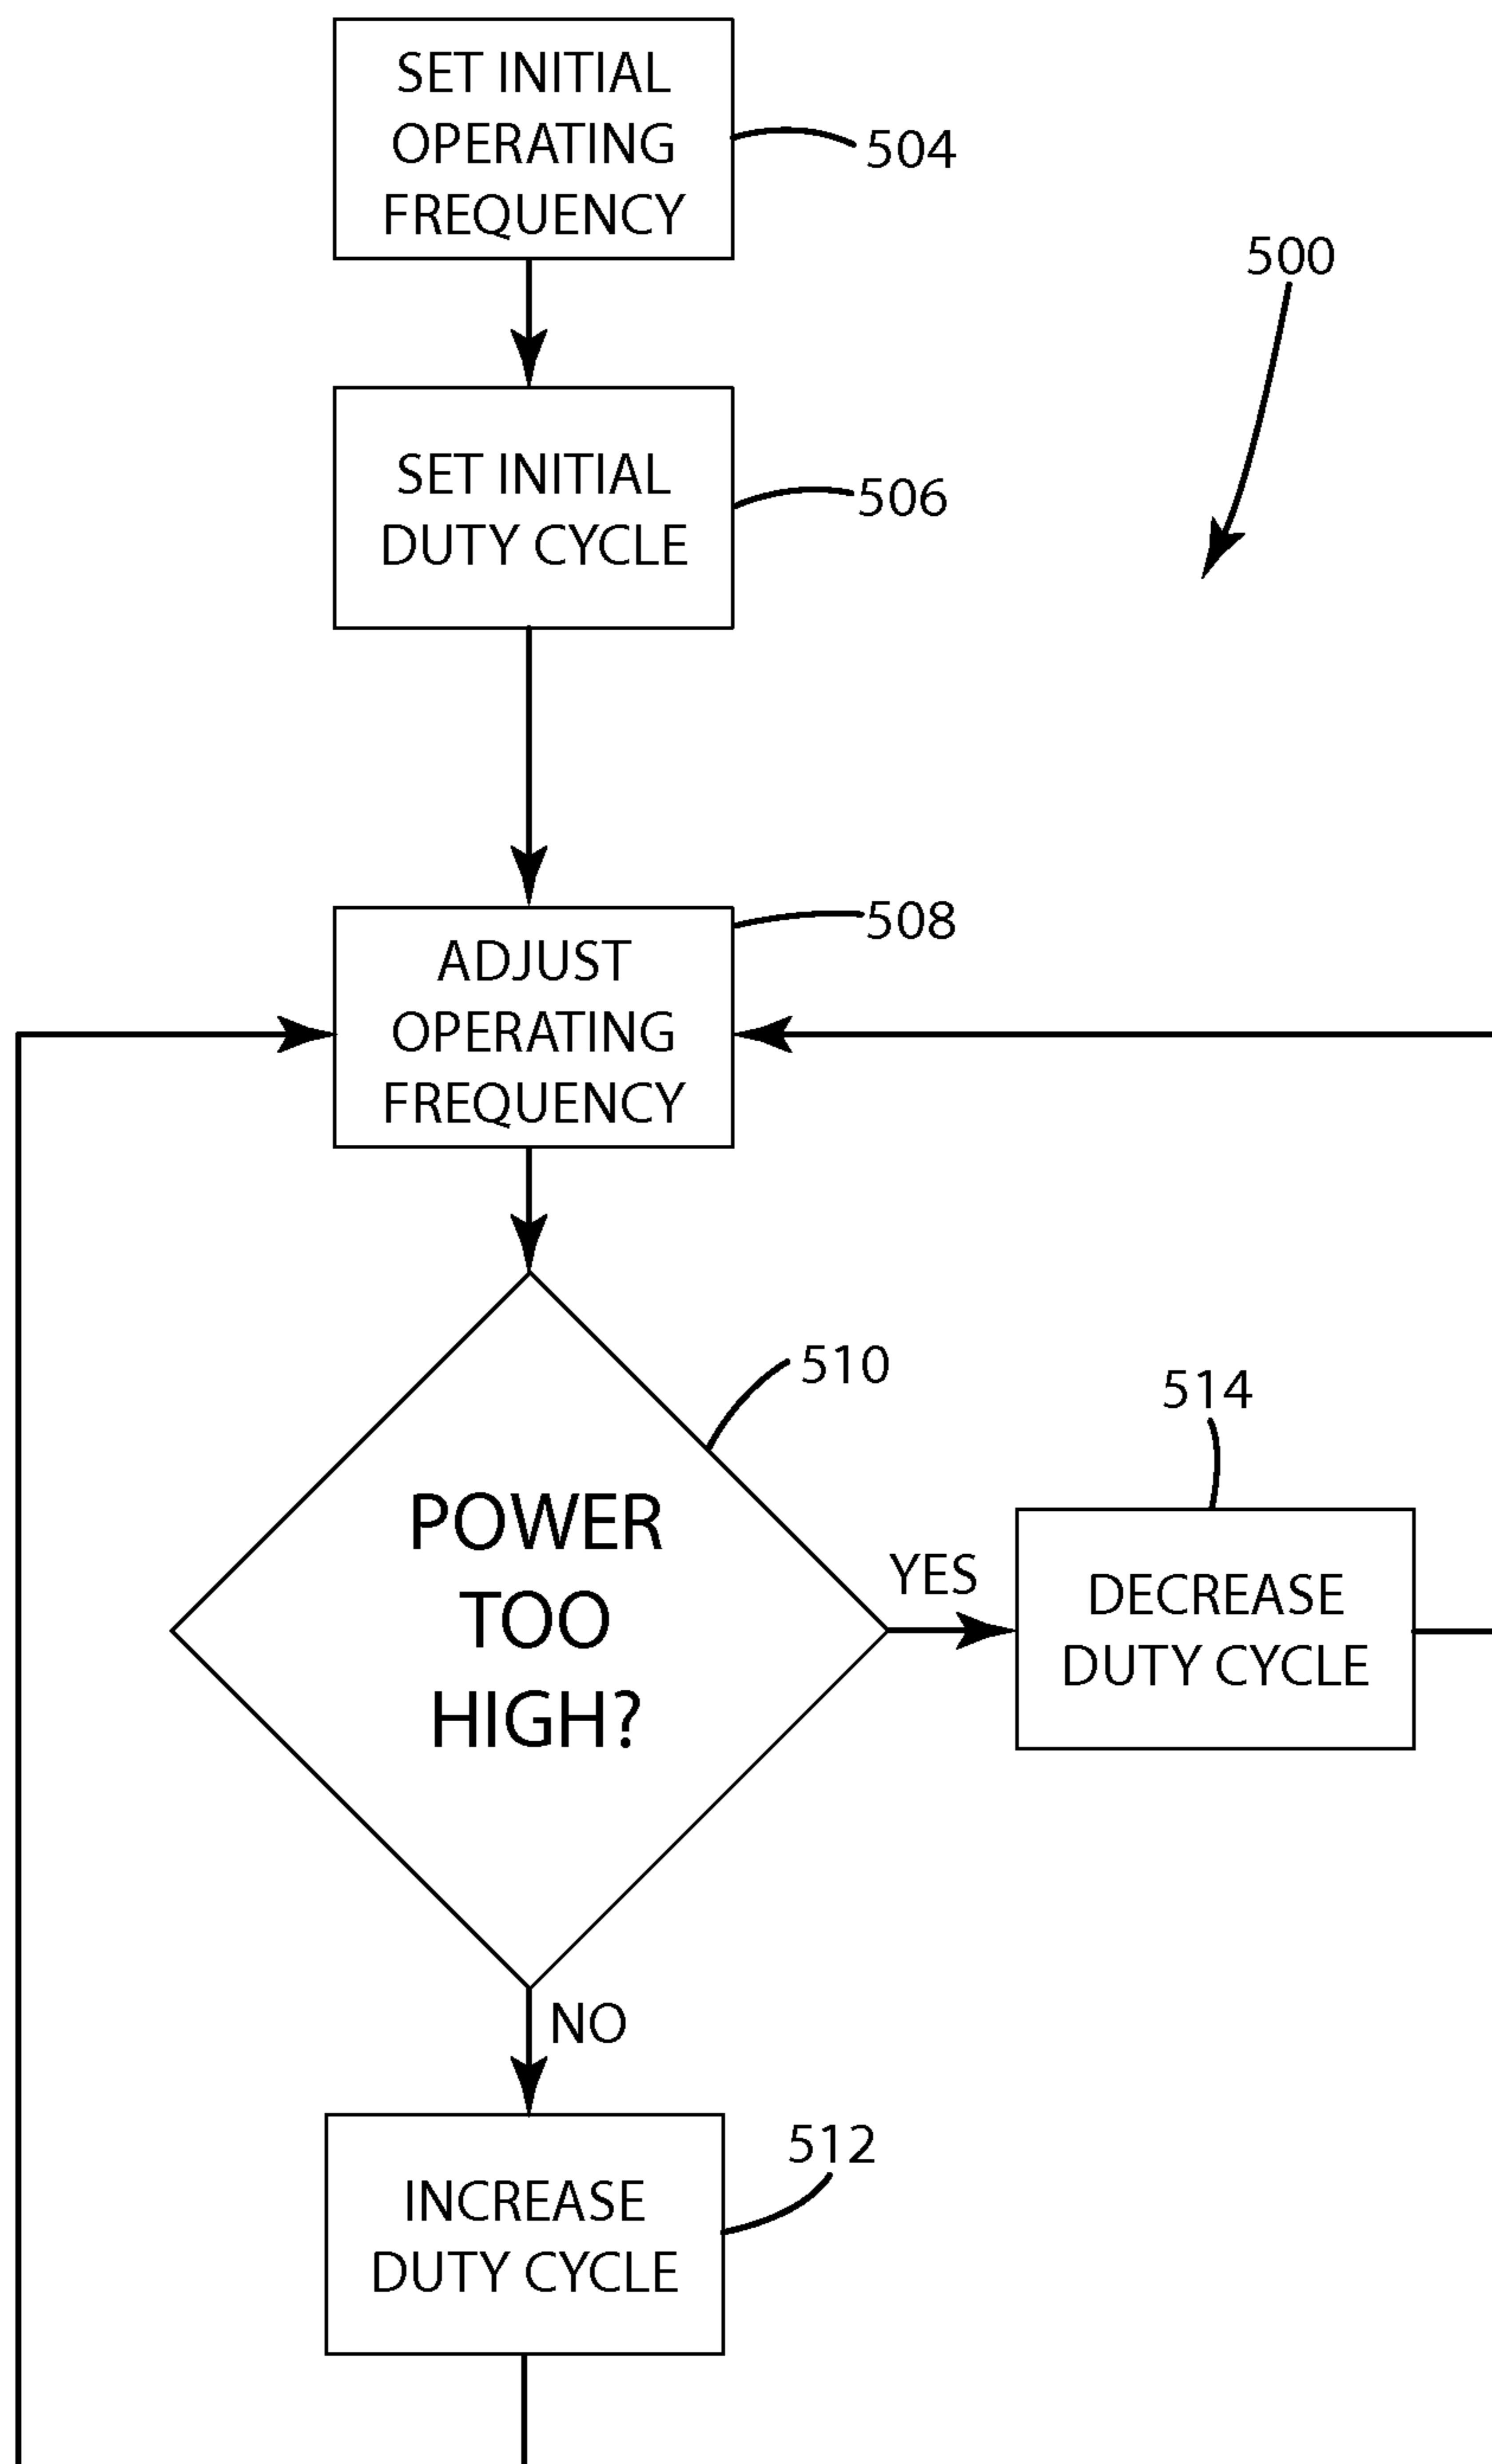 SET INITIAL
OPERATING
FREQUENCY
504
500
SET INITIAL
DUTY CYCLE
506
508
ADJUST
OPERATING
FREQUENCY
510
514
POWER
TOO
HIGH?
YES
DECREASE
DUTY CYCLE
NO
512
INCREASE
DUTY CYCLE